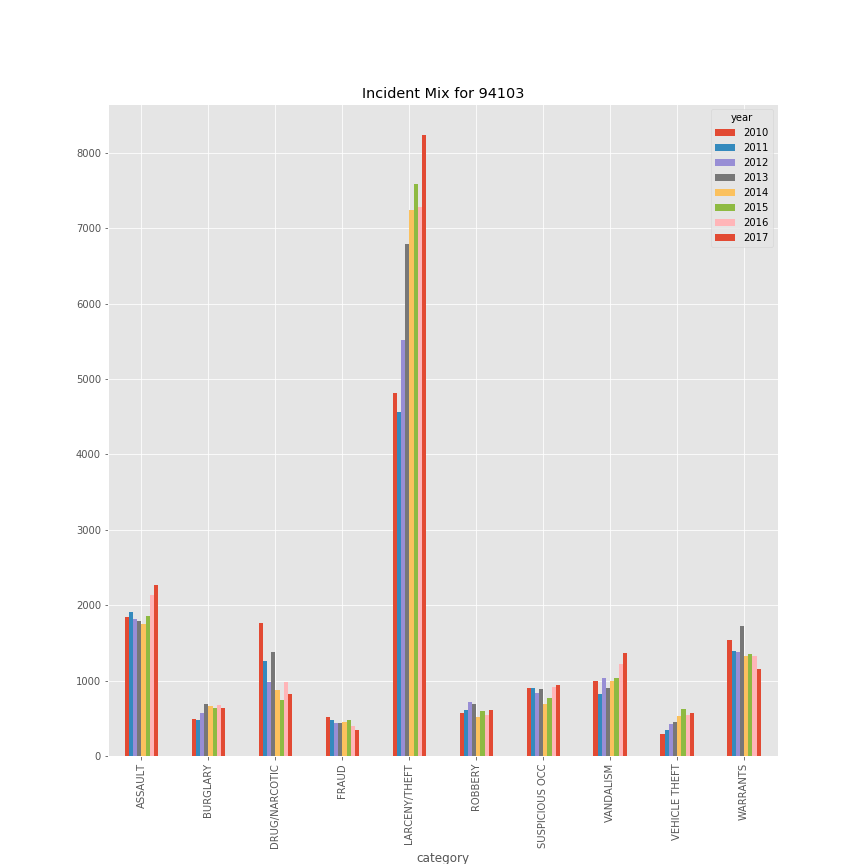 Incident Mix for 94103
year
2010
2011
2012
2013
2014
2015
2016
2017
8000
7000
6000
5000
4000
3000
2000
1000
0
ASSAULT
BURGLARY
DRUG/NARCOTIC
FRAUD
LARCENY/THEFT
ROBBERY
SUSPICIOUS OCC
VANDALISM
VEHICLE THEFT
WARRANTS
category